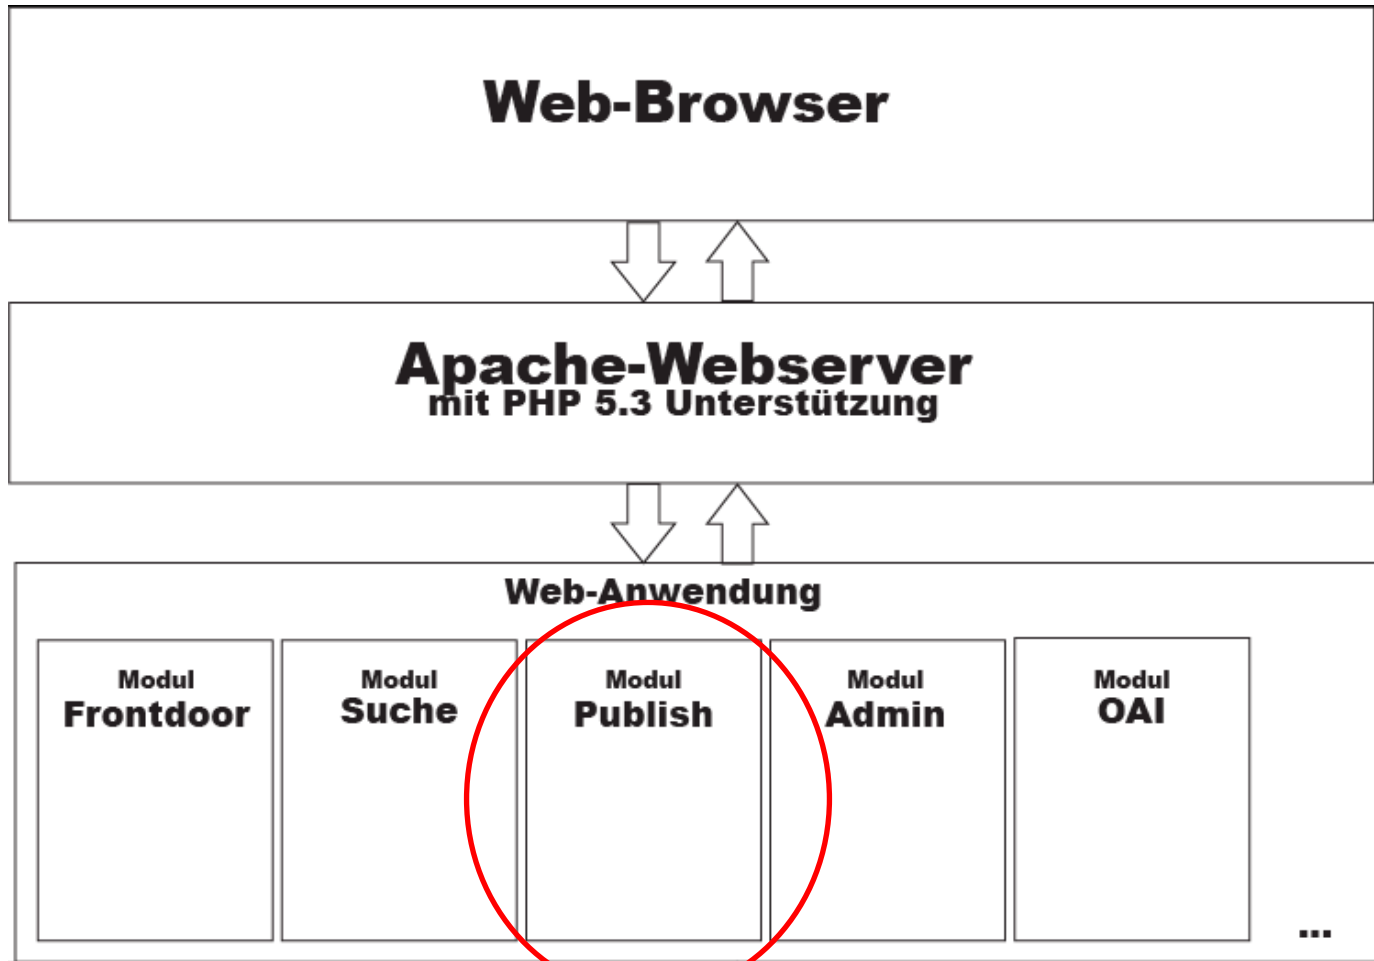 Web-Browser
Apache-Webserver
mit PHP 5.3 Unterstützung
Web-Anwendung
Modul
Frontdoor
Modul
Suche
Modul
Publish
Modul
Admin
Modul
OAI
...